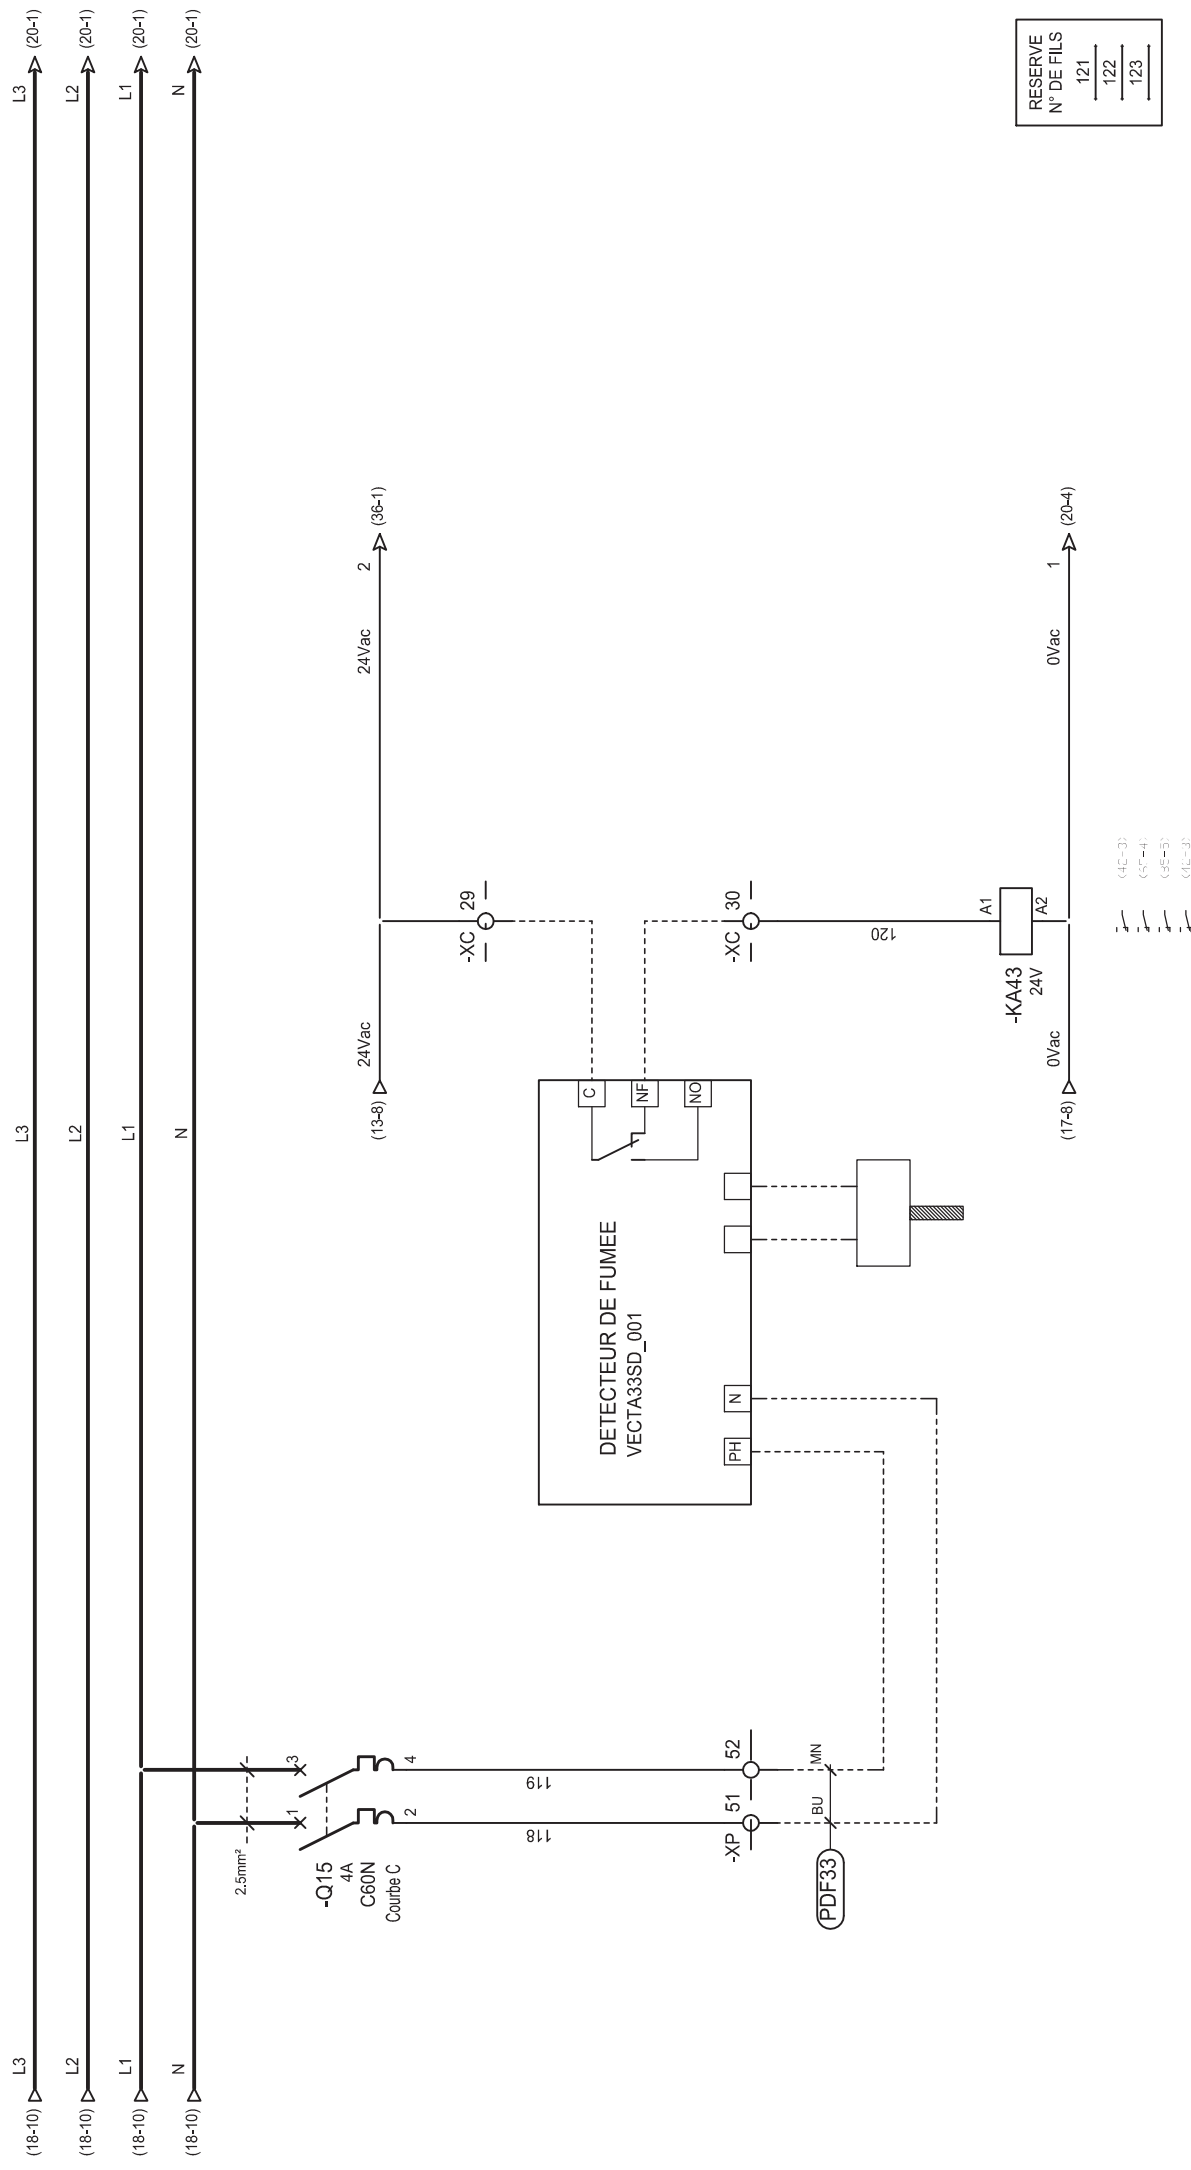 (18-10) L3 L3 L3 (20-1)
(18-10) L2 L2 L2 (20-1)
(18-10) L1 L1 L1 (20-1)
(18-10) N N N (20-1)
2.5mm²
1 3
-Q15
4A
C60N
Courbe C
2 4
118 119
-XP 51 52
BU MN
PDF33
DETECTEUR DE FUMEE
VECTA33SD_001
PH N
C
NF
NO
(13-8) 24Vac 24Vac 2 (36-1)
-XC 29
-XC 30
120
-KA43
24V
A1
A2
(17-8) 0Vac 0Vac 1 (20-4)
RESERVE
N° DE FILS
121
122
123